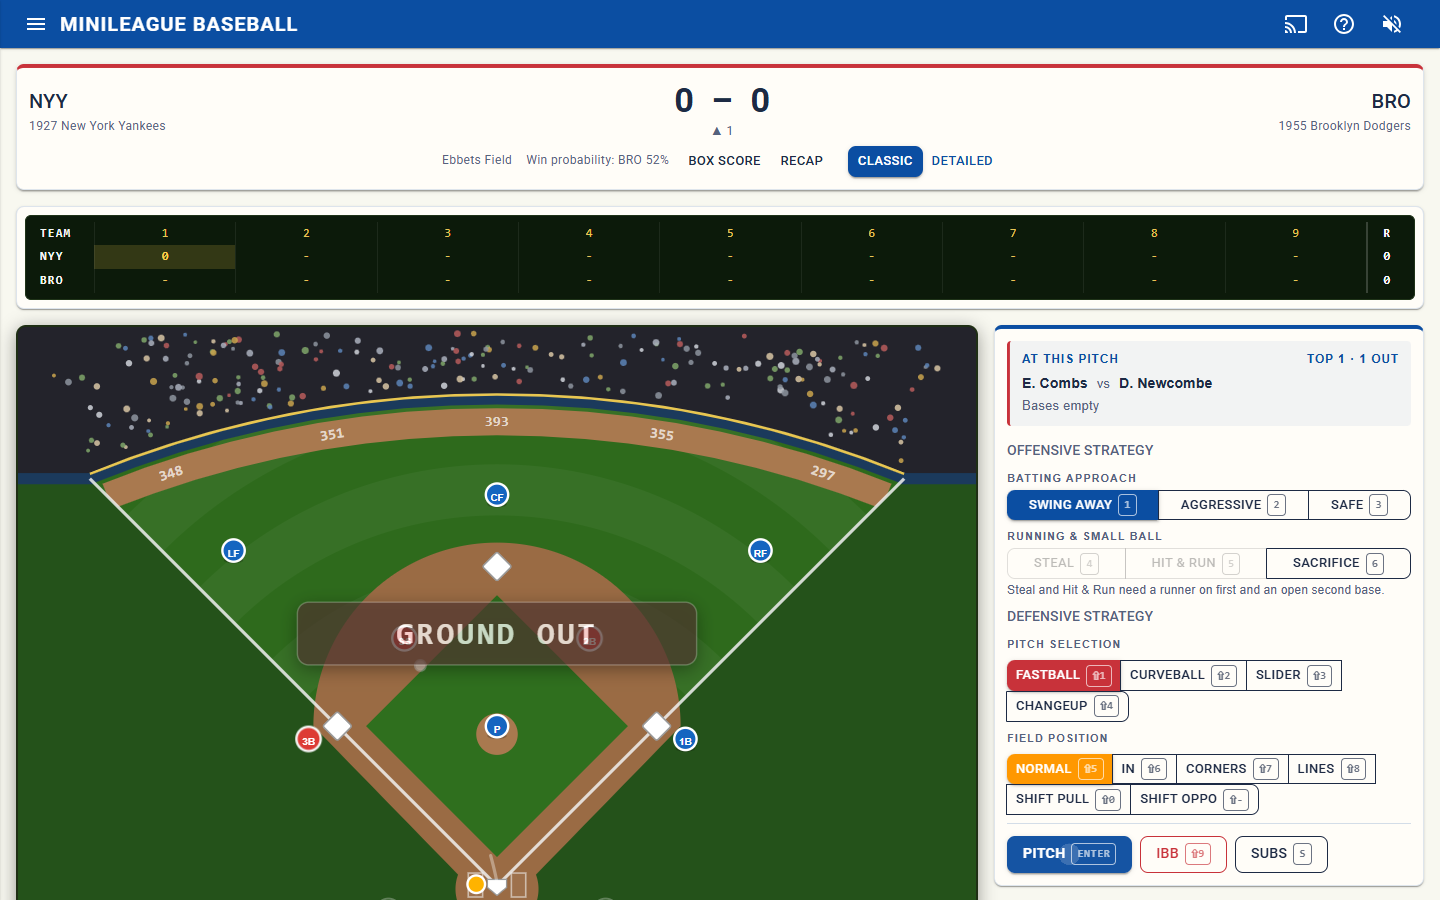 MINILEAGUE BASEBALL
NYY
1927 New York Yankees
0 – 0
▲ 1
BRO
1955 Brooklyn Dodgers
Ebbets Field Win probability: BRO 52% BOX SCORE RECAP CLASSIC DETAILED
TEAM 1 2 3 4 5 6 7 8 9 R
NYY 0 - - - - - - - - 0
BRO - - - - - - - - - 0
348 351 393 355 297
CF
LF RF
GROUND OUT
3B P 1B
AT THIS PITCH TOP 1 · 1 OUT
E. Combs vs D. Newcombe
Bases empty
OFFENSIVE STRATEGY
BATTING APPROACH
SWING AWAY 1 AGGRESSIVE 2 SAFE 3
RUNNING & SMALL BALL
STEAL 4 HIT & RUN 5 SACRIFICE 6
Steal and Hit & Run need a runner on first and an open second base.
DEFENSIVE STRATEGY
PITCH SELECTION
FASTBALL ⇧1 CURVEBALL ⇧2 SLIDER ⇧3
CHANGEUP ⇧4
FIELD POSITION
NORMAL ⇧5 IN ⇧6 CORNERS ⇧7 LINES ⇧8
SHIFT PULL ⇧0 SHIFT OPPO ⇧-
PITCH ENTER IBB ⇧9 SUBS S